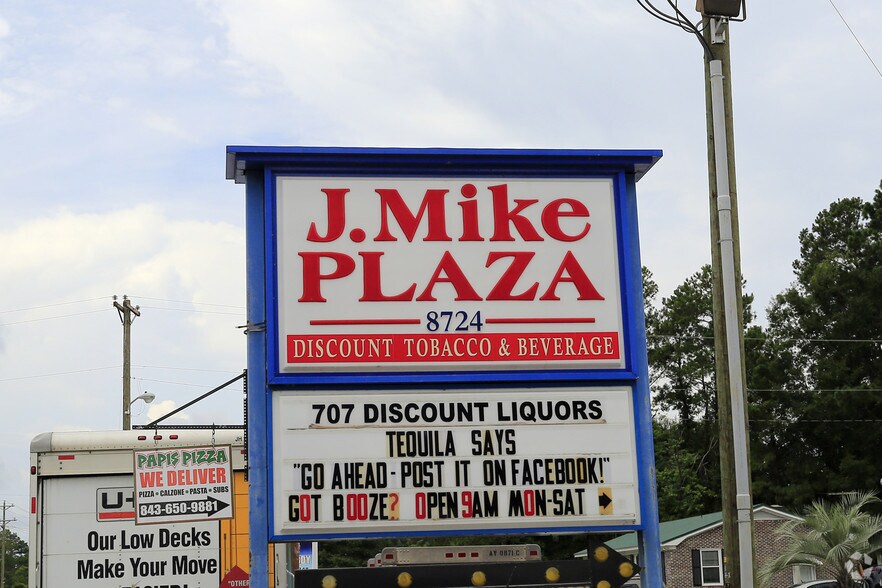 J.Mike
PLAZA
8724
DISCOUNT TOBACCO & BEVERAGE
707 DISCOUNT LIQUORS
TEQUILA SAYS
"GO AHEAD - POST IT ON FACEBOOK!"
GOT BOOZE? OPEN 9AM MON-SAT
PAPIS PIZZA
WE DELIVER
PIZZA • CALZONE • PASTA • SUBS
843-650-9881
U-
Our Low Decks
Make Your Move
"OTHER